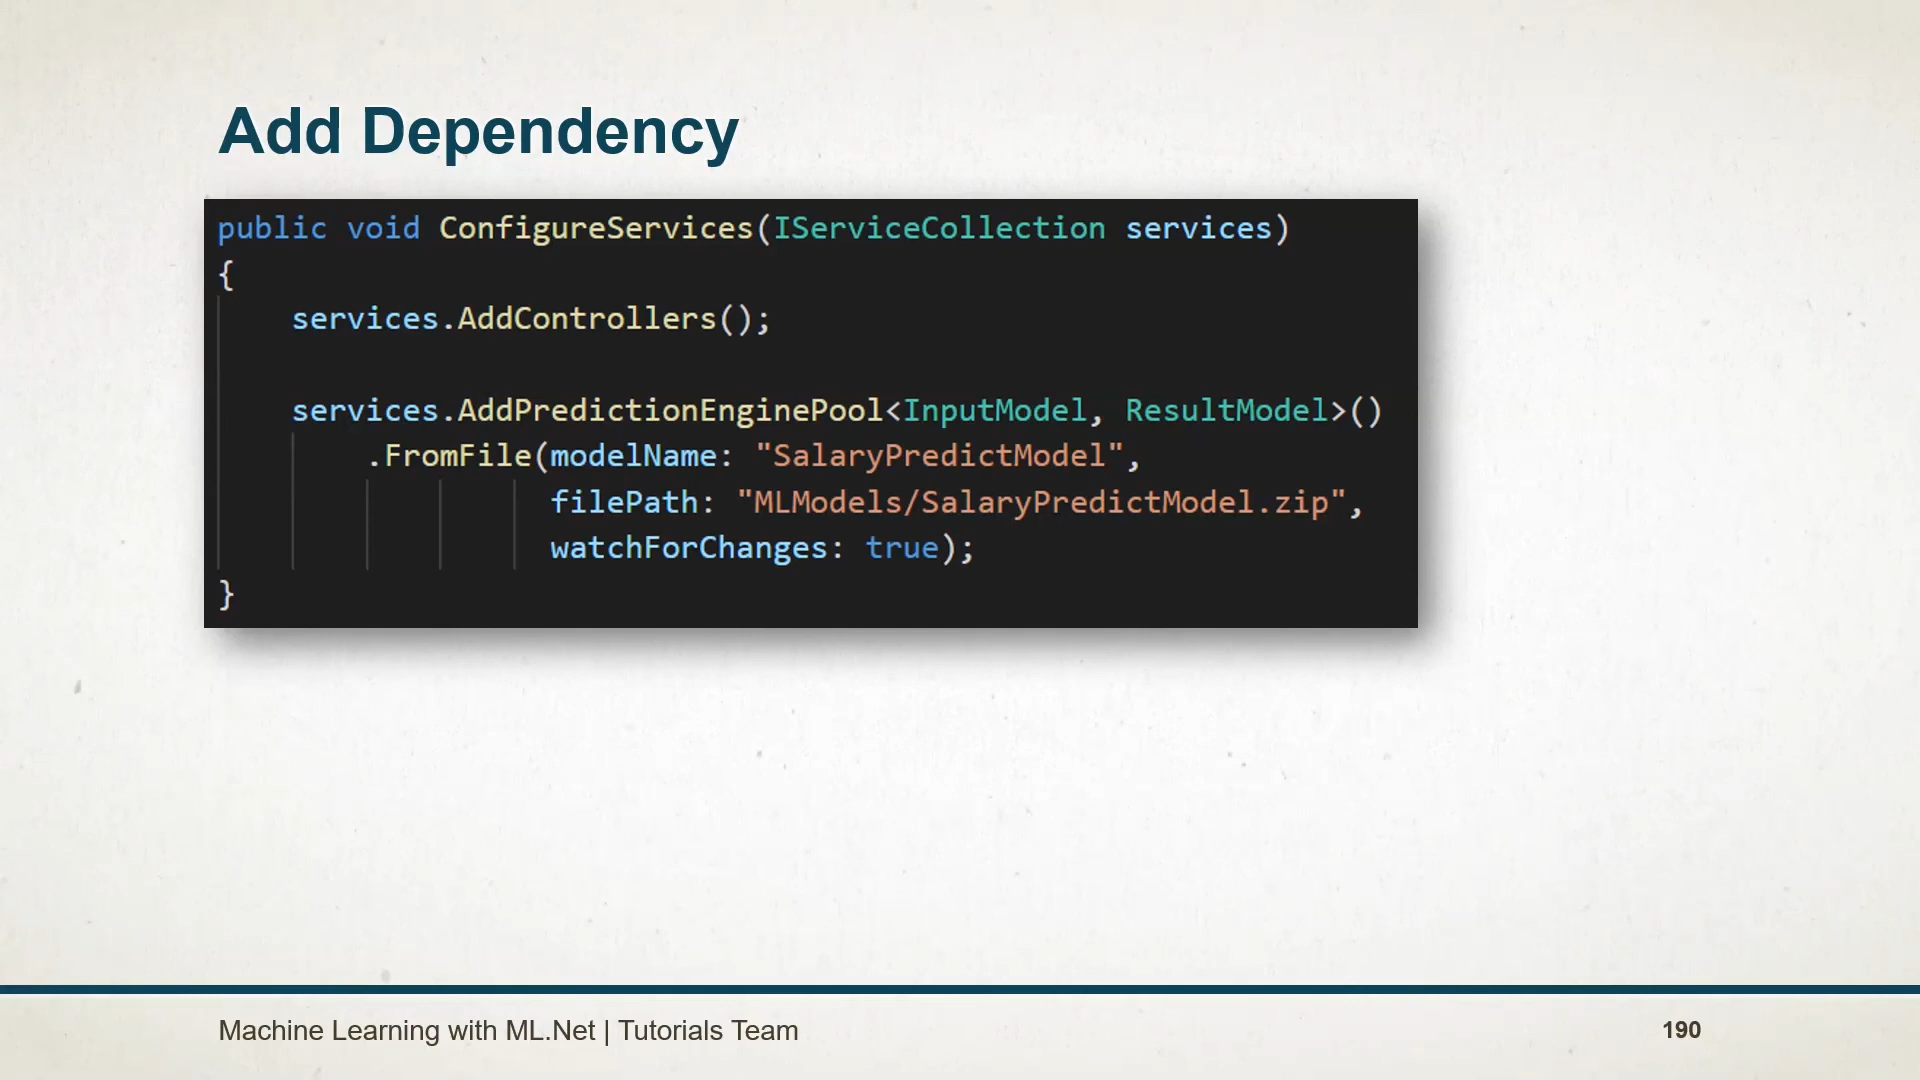 Add Dependency
public void ConfigureServices(IServiceCollection services)
{
    services.AddControllers();
    services.AddPredictionEnginePool<InputModel, ResultModel>()
        .FromFile(modelName: "SalaryPredictModel",
                  filePath: "MLModels/SalaryPredictModel.zip",
                  watchForChanges: true);
}
Machine Learning with ML.Net | Tutorials Team
190